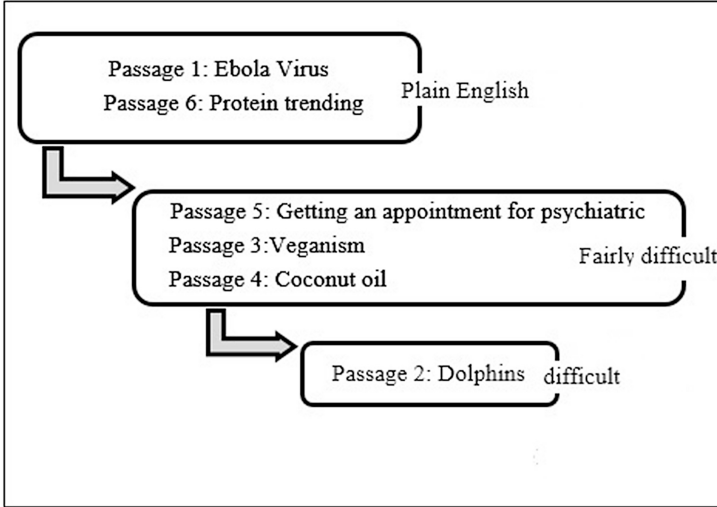 Passage 1: Ebola Virus
Passage 6: Protein trending
Plain English
Passage 5: Getting an appointment for psychiatric
Passage 3:Veganism
Passage 4: Coconut oil
Fairly difficult
Passage 2: Dolphins
difficult